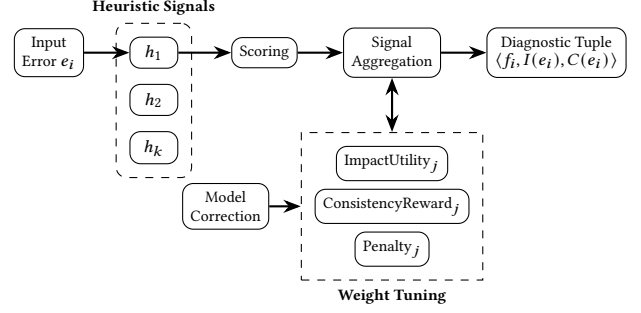 Heuristic Signals
Input
Error e_i
h_1
h_2
h_k
Scoring
Signal
Aggregation
Diagnostic Tuple
⟨f_i, I(e_i), C(e_i)⟩
ImpactUtility_j
Model
Correction
ConsistencyReward_j
Penalty_j
Weight Tuning